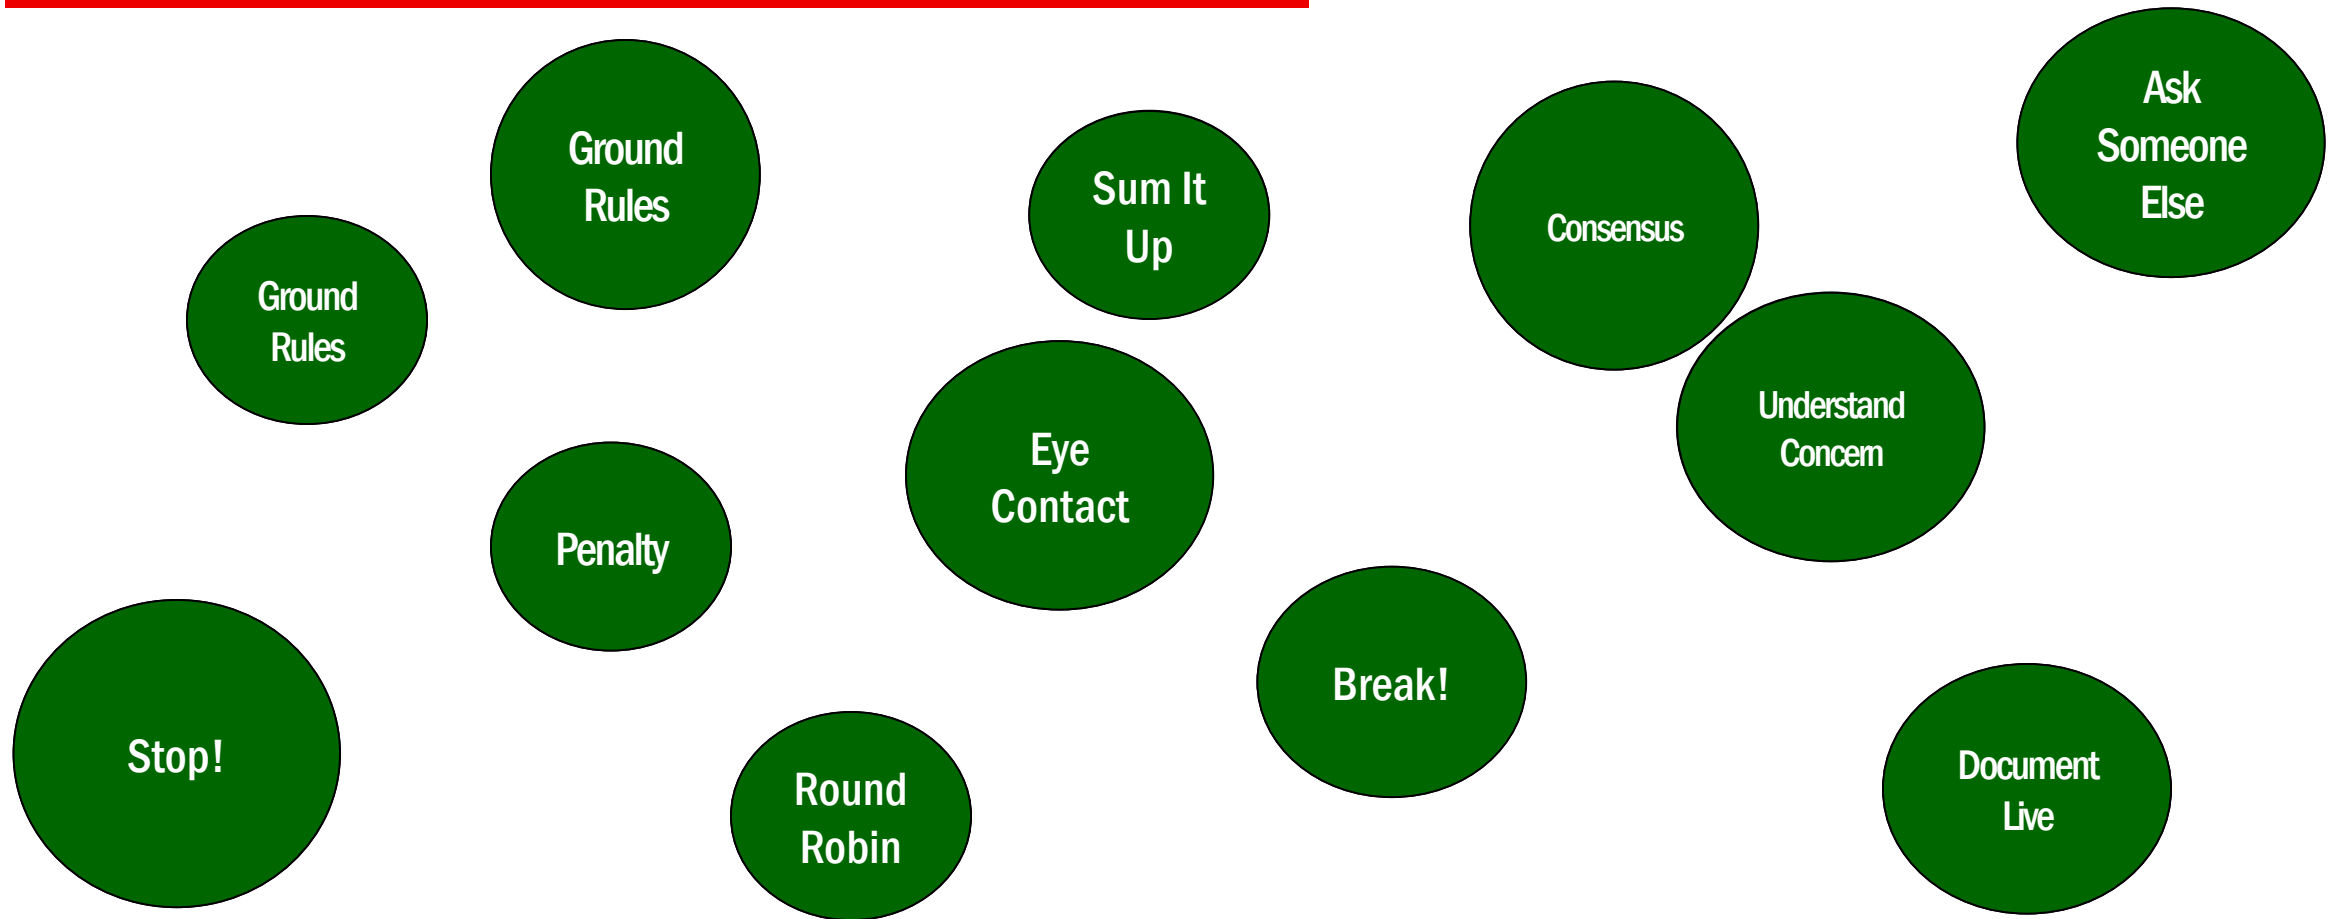 Ground
Rules
Ground
Rules
Sum It
Up
Consensus
Ask
Someone
Else
Understand
Concern
Eye
Contact
Penalty
Stop!
Round
Robin
Break!
Document
Live